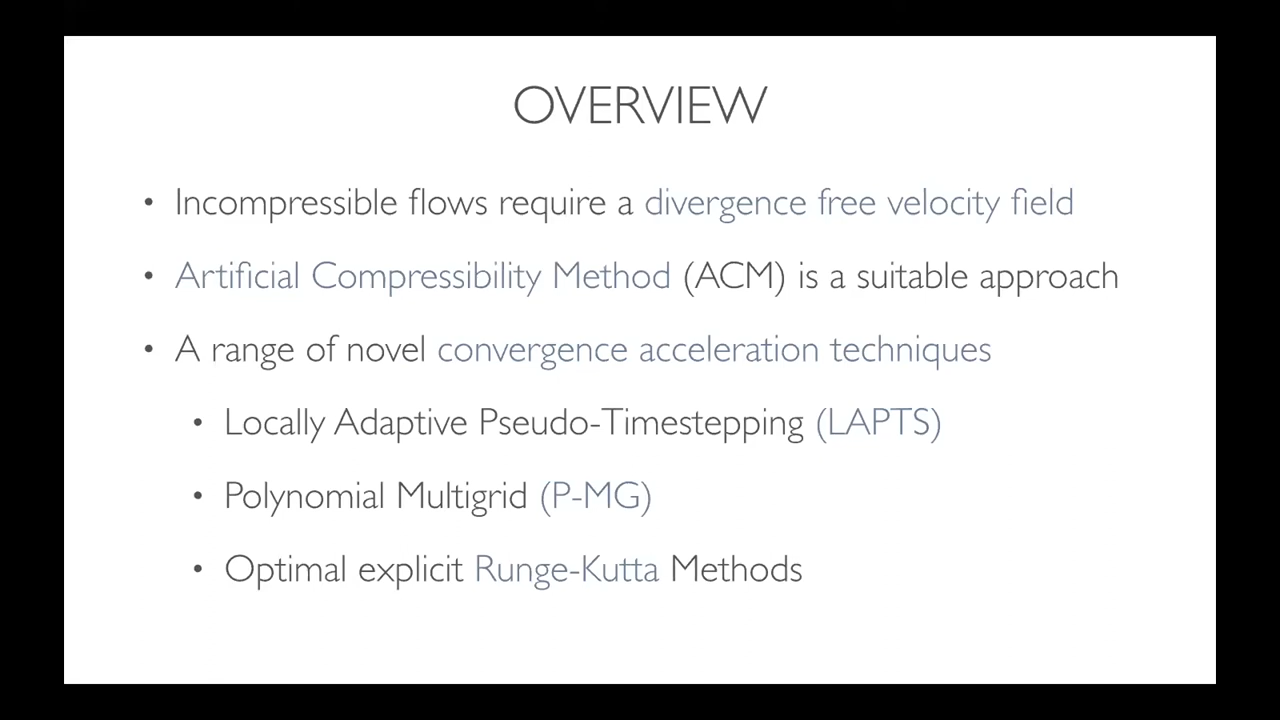 OVERVIEW
• Incompressible flows require a divergence free velocity field
• Artificial Compressibility Method (ACM) is a suitable approach
• A range of novel convergence acceleration techniques
• Locally Adaptive Pseudo-Timestepping (LAPTS)
• Polynomial Multigrid (P-MG)
• Optimal explicit Runge-Kutta Methods